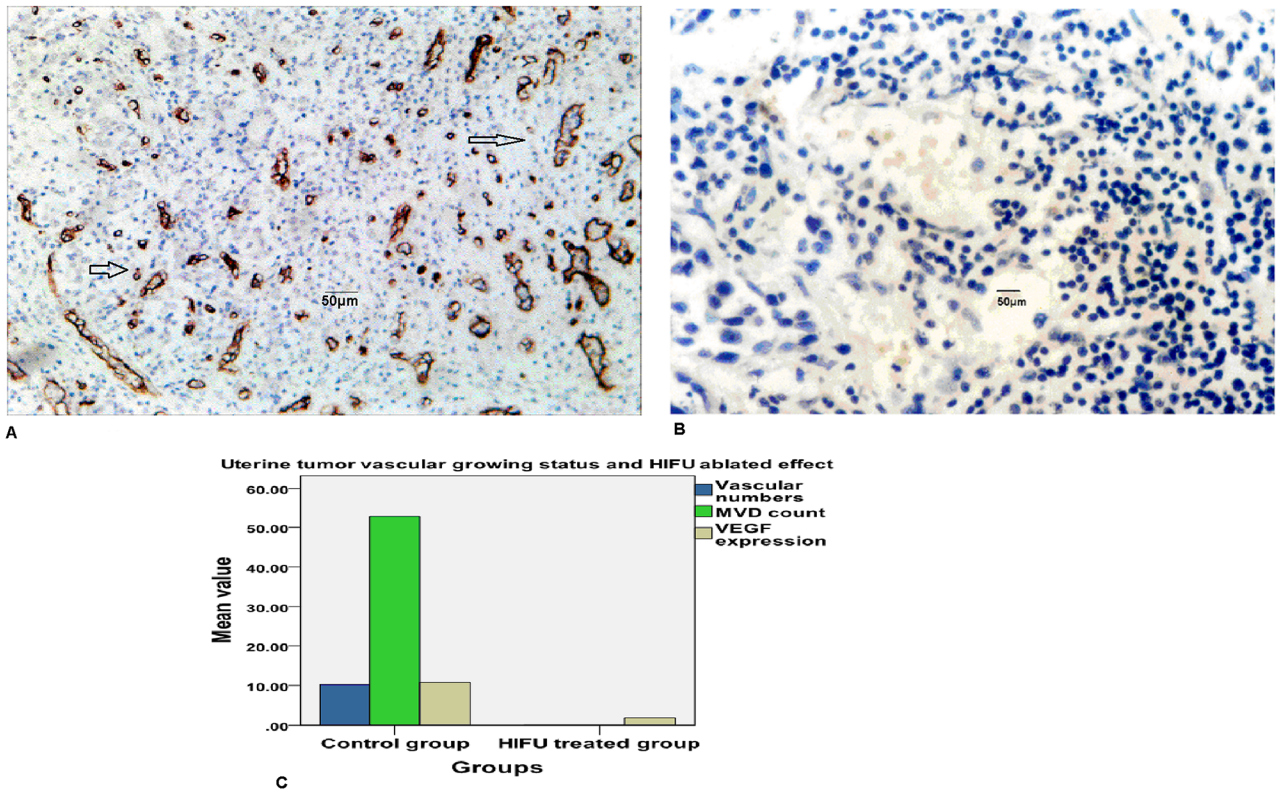 50µm
A
50µm
B
Uterine tumor vascular growing status and HIFU ablated effect
Vascular
numbers
MVD count
VEGF
expression
60.00
50.00
40.00
30.00
20.00
10.00
.00
Mean value
Control group
HIFU treated group
Groups
C